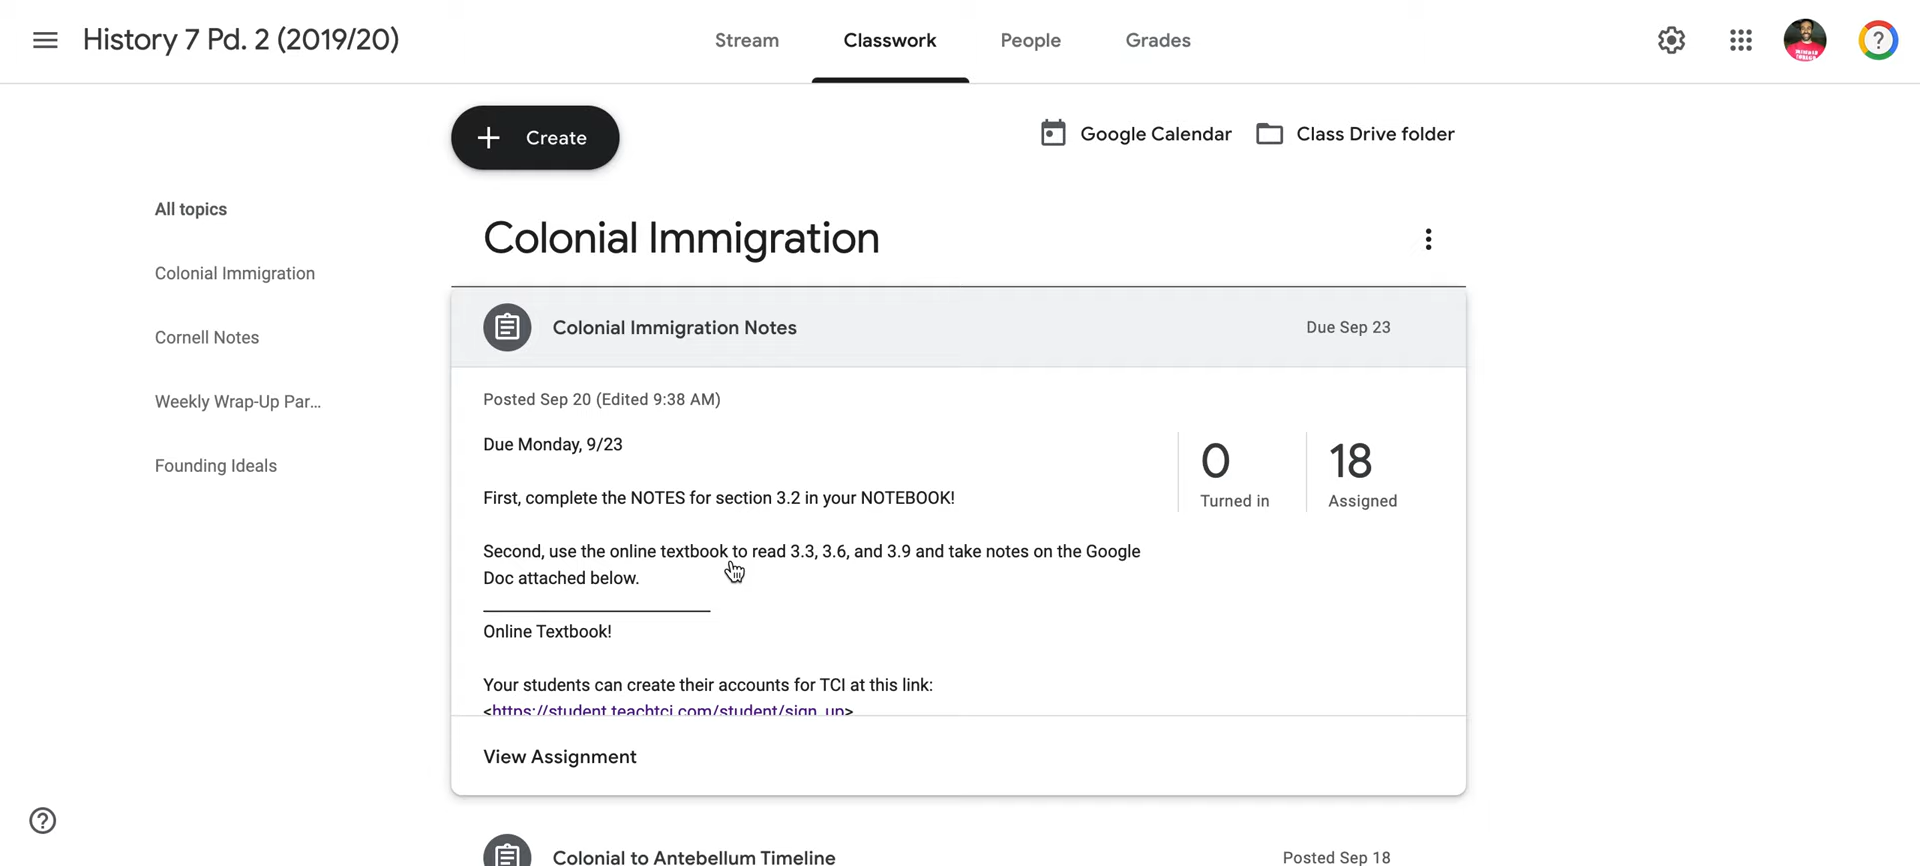 History 7 Pd. 2 (2019/20)
Stream
Classwork
People
Grades
?
+ Create
Google Calendar
Class Drive folder
All topics
Colonial Immigration
Cornell Notes
Weekly Wrap-Up Par...
Founding Ideals
Colonial Immigration
Colonial Immigration Notes
Due Sep 23
Posted Sep 20 (Edited 9:38 AM)
Due Monday, 9/23
0
Turned in
18
Assigned
First, complete the NOTES for section 3.2 in your NOTEBOOK!
Second, use the online textbook to read 3.3, 3.6, and 3.9 and take notes on the Google
Doc attached below.
Online Textbook!
Your students can create their accounts for TCI at this link:
<https://student.teachtci.com/student/sign_up>
View Assignment
?
Colonial to Antebellum Timeline
Posted Sep 18